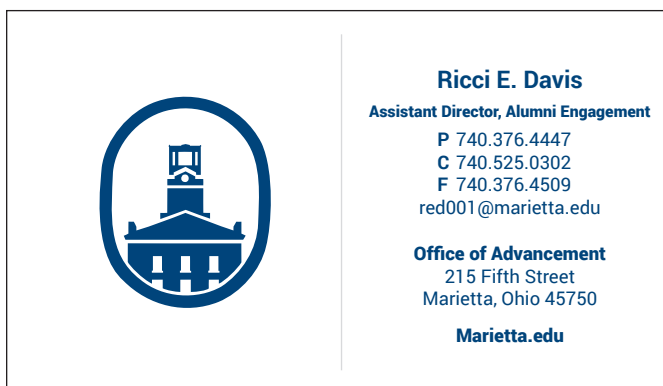 Ricci E. Davis
Assistant Director, Alumni Engagement
P 740.376.4447
C 740.525.0302
F 740.376.4509
red001@marietta.edu
Office of Advancement
215 Fifth Street
Marietta, Ohio 45750
Marietta.edu